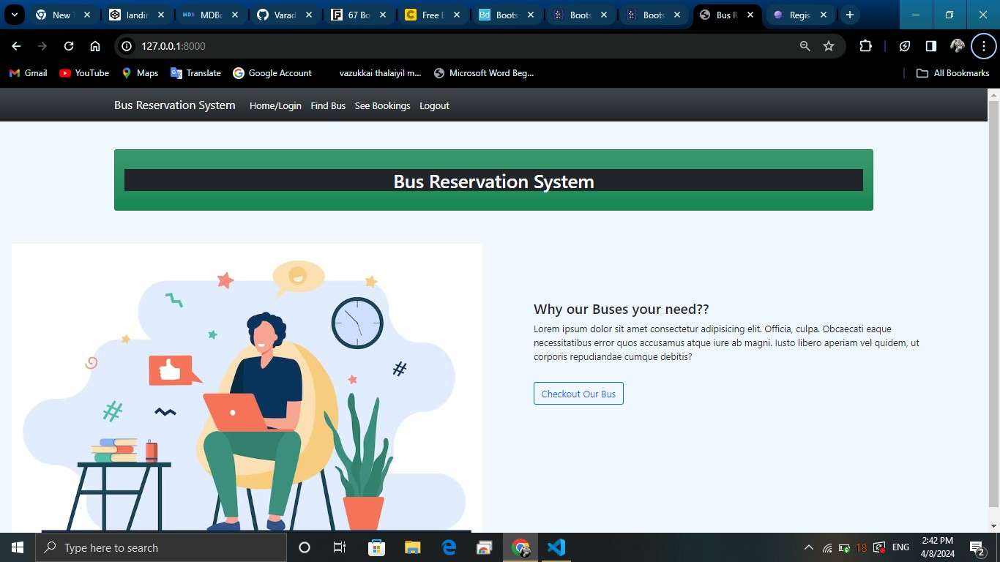 New T
landir
MDBo
Varad
67 Bo
Free E
Boots
Boots
Boots
Bus R
Regis
127.0.0.1:8000
Gmail
YouTube
Maps
Translate
Google Account
vazukkai thalaiyil m...
Microsoft Word Beg...
All Bookmarks
Bus Reservation System
Home/Login
Find Bus
See Bookings
Logout
Bus Reservation System
Why our Buses your need??
Lorem ipsum dolor sit amet consectetur adipisicing elit. Officia, culpa. Obcaecati eaque
necessitatibus error quos accusamus atque iure ab magni. Iusto libero aperiam vel quidem, ut
corporis repudiandae cumque debitis?
Checkout Our Bus
Type here to search
18
ENG
2:42 PM
4/8/2024
2